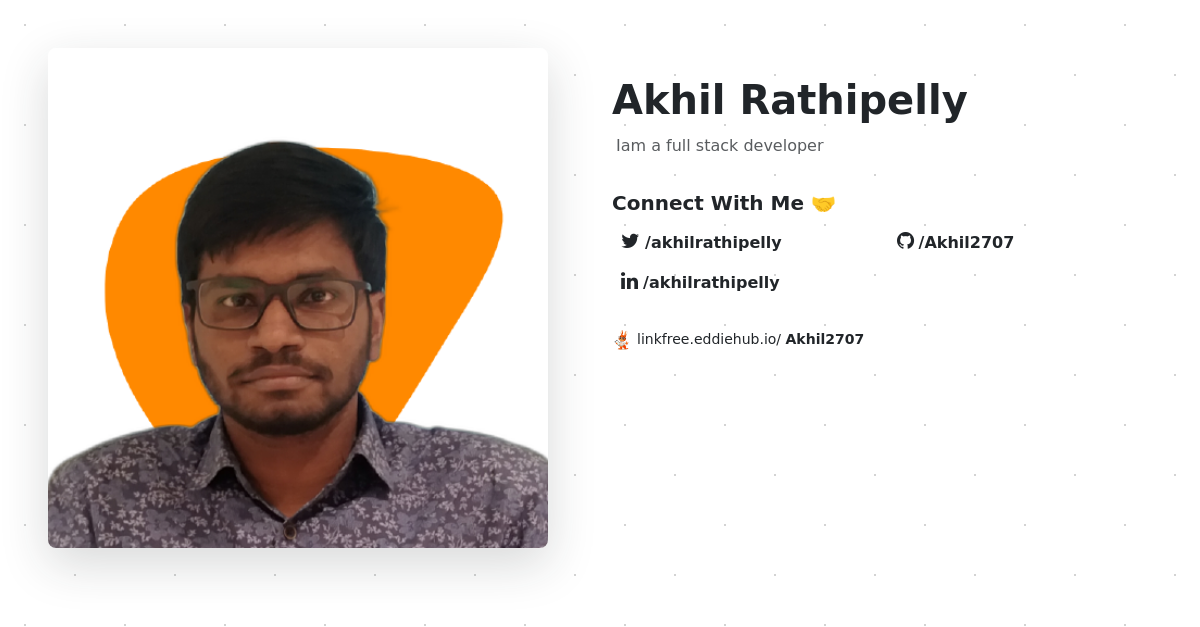 Akhil Rathipelly
Iam a full stack developer
Connect With Me 🤝
/akhilrathipelly
/Akhil2707
/akhilrathipelly
linkfree.eddiehub.io/ Akhil2707